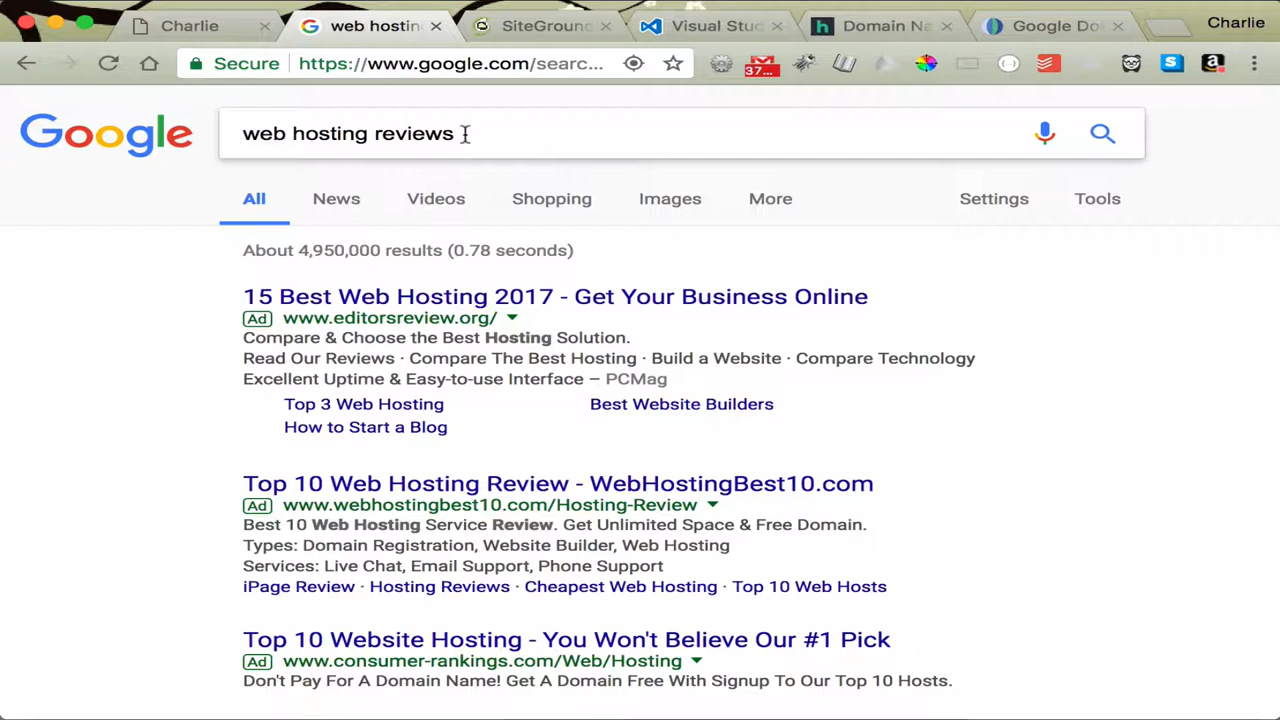 Charlie
web hosting
SiteGround
Visual Stu
Domain Na
Google Do
Charlie
Secure https://www.google.com/searc...
37...
Google
web hosting reviews
All News Videos Shopping Images More Settings Tools
About 4,950,000 results (0.78 seconds)
15 Best Web Hosting 2017 - Get Your Business Online
Ad www.editorsreview.org/
Compare & Choose the Best Hosting Solution.
Read Our Reviews · Compare The Best Hosting · Build a Website · Compare Technology
Excellent Uptime & Easy-to-use Interface – PCMag
Top 3 Web Hosting Best Website Builders
How to Start a Blog
Top 10 Web Hosting Review - WebHostingBest10.com
Ad www.webhostingbest10.com/Hosting-Review
Best 10 Web Hosting Service Review. Get Unlimited Space & Free Domain.
Types: Domain Registration, Website Builder, Web Hosting
Services: Live Chat, Email Support, Phone Support
iPage Review · Hosting Reviews · Cheapest Web Hosting · Top 10 Web Hosts
Top 10 Website Hosting - You Won't Believe Our #1 Pick
Ad www.consumer-rankings.com/Web/Hosting
Don't Pay For A Domain Name! Get A Domain Free With Signup To Our Top 10 Hosts.